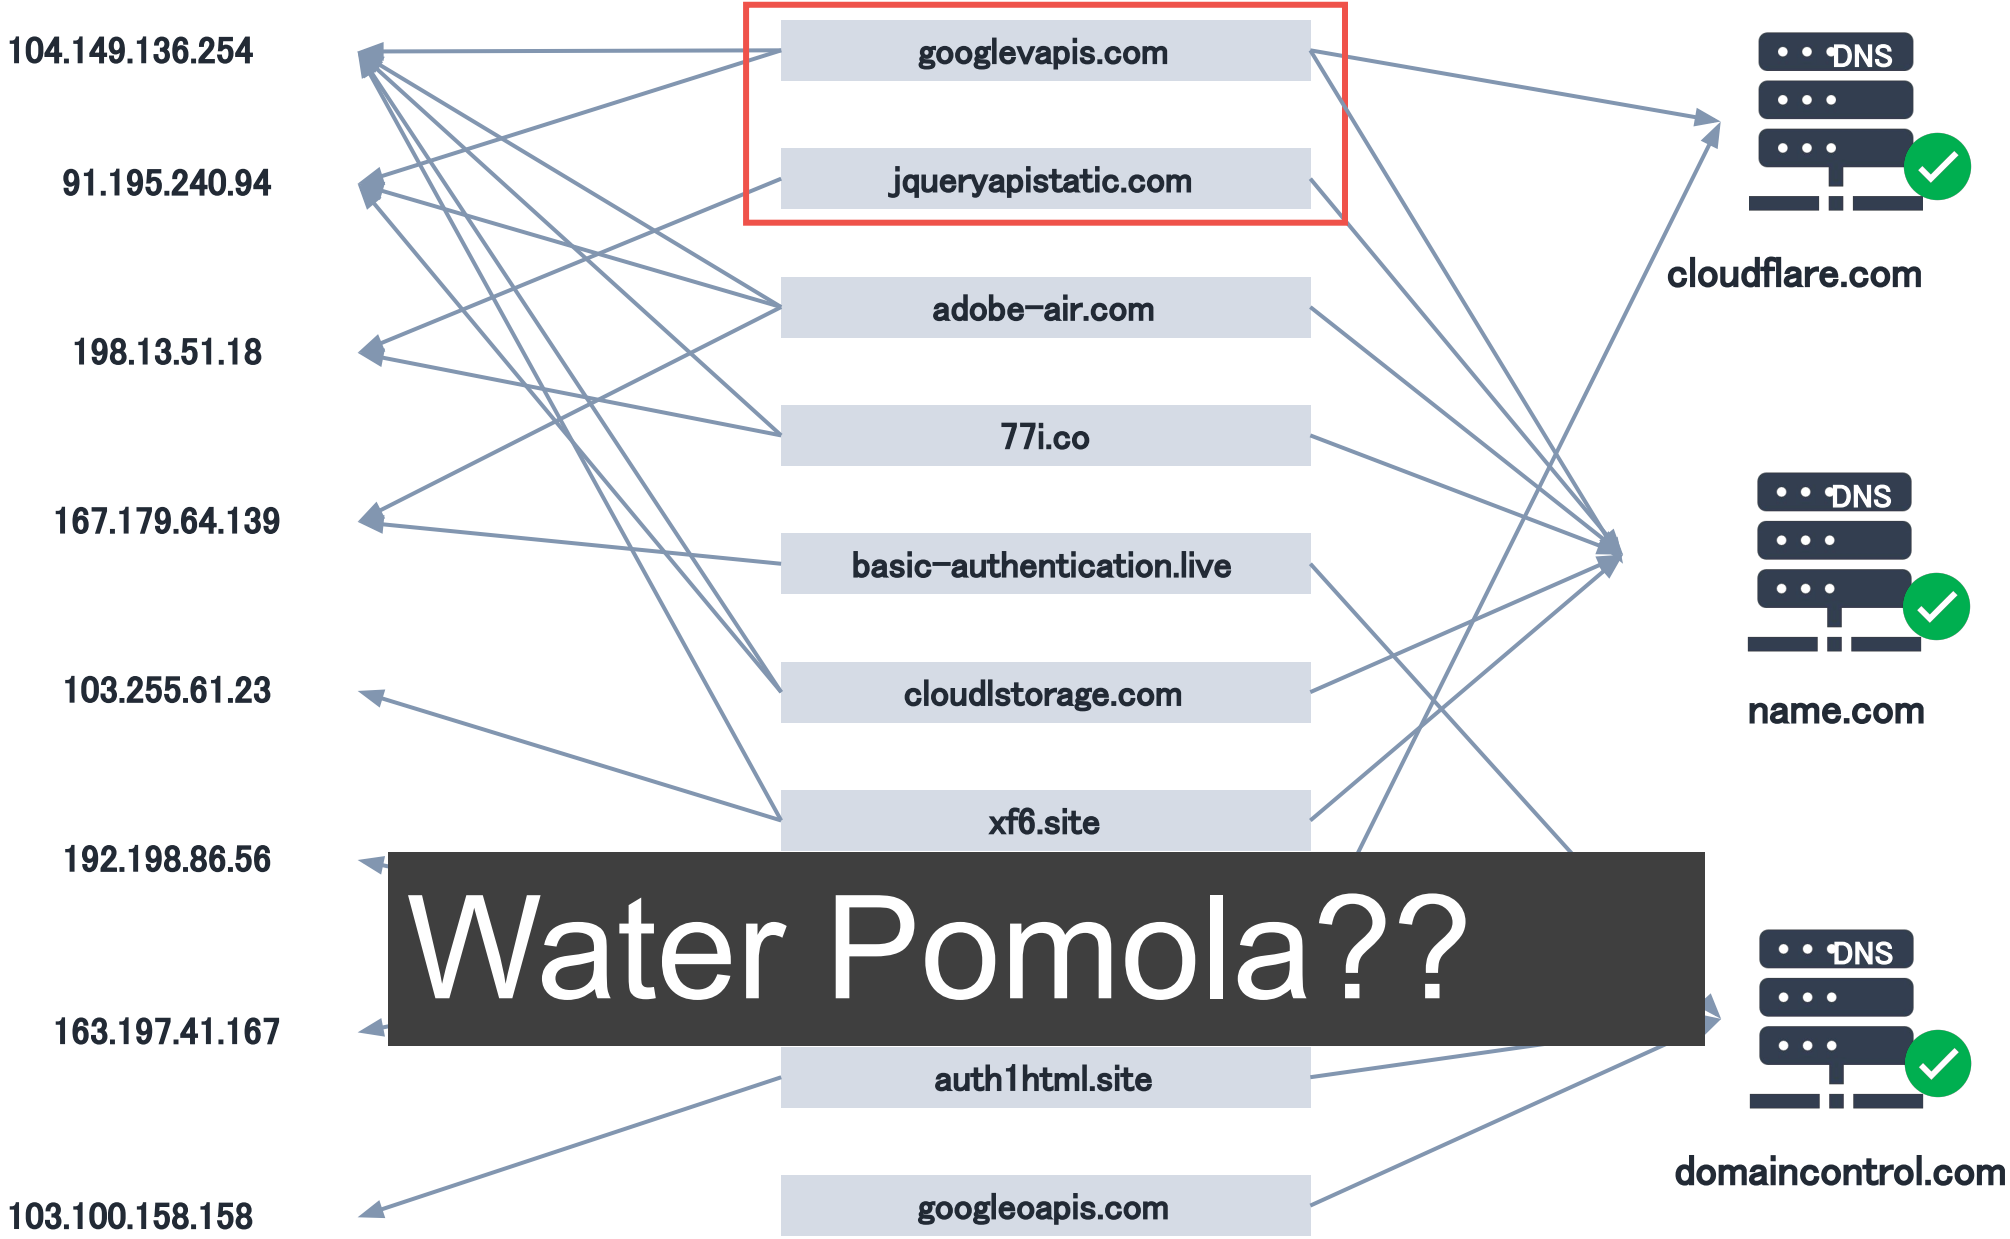 104.149.136.254
91.195.240.94
198.13.51.18
167.179.64.139
103.255.61.23
192.198.86.56
163.197.41.167
103.100.158.158
googlevapis.com
jqueryapistatic.com
adobe-air.com
77i.co
basic-authentication.live
cloudlstorage.com
xf6.site
Water Pomola??
auth1html.site
googleoapis.com
DNS
cloudflare.com
DNS
name.com
DNS
domaincontrol.com